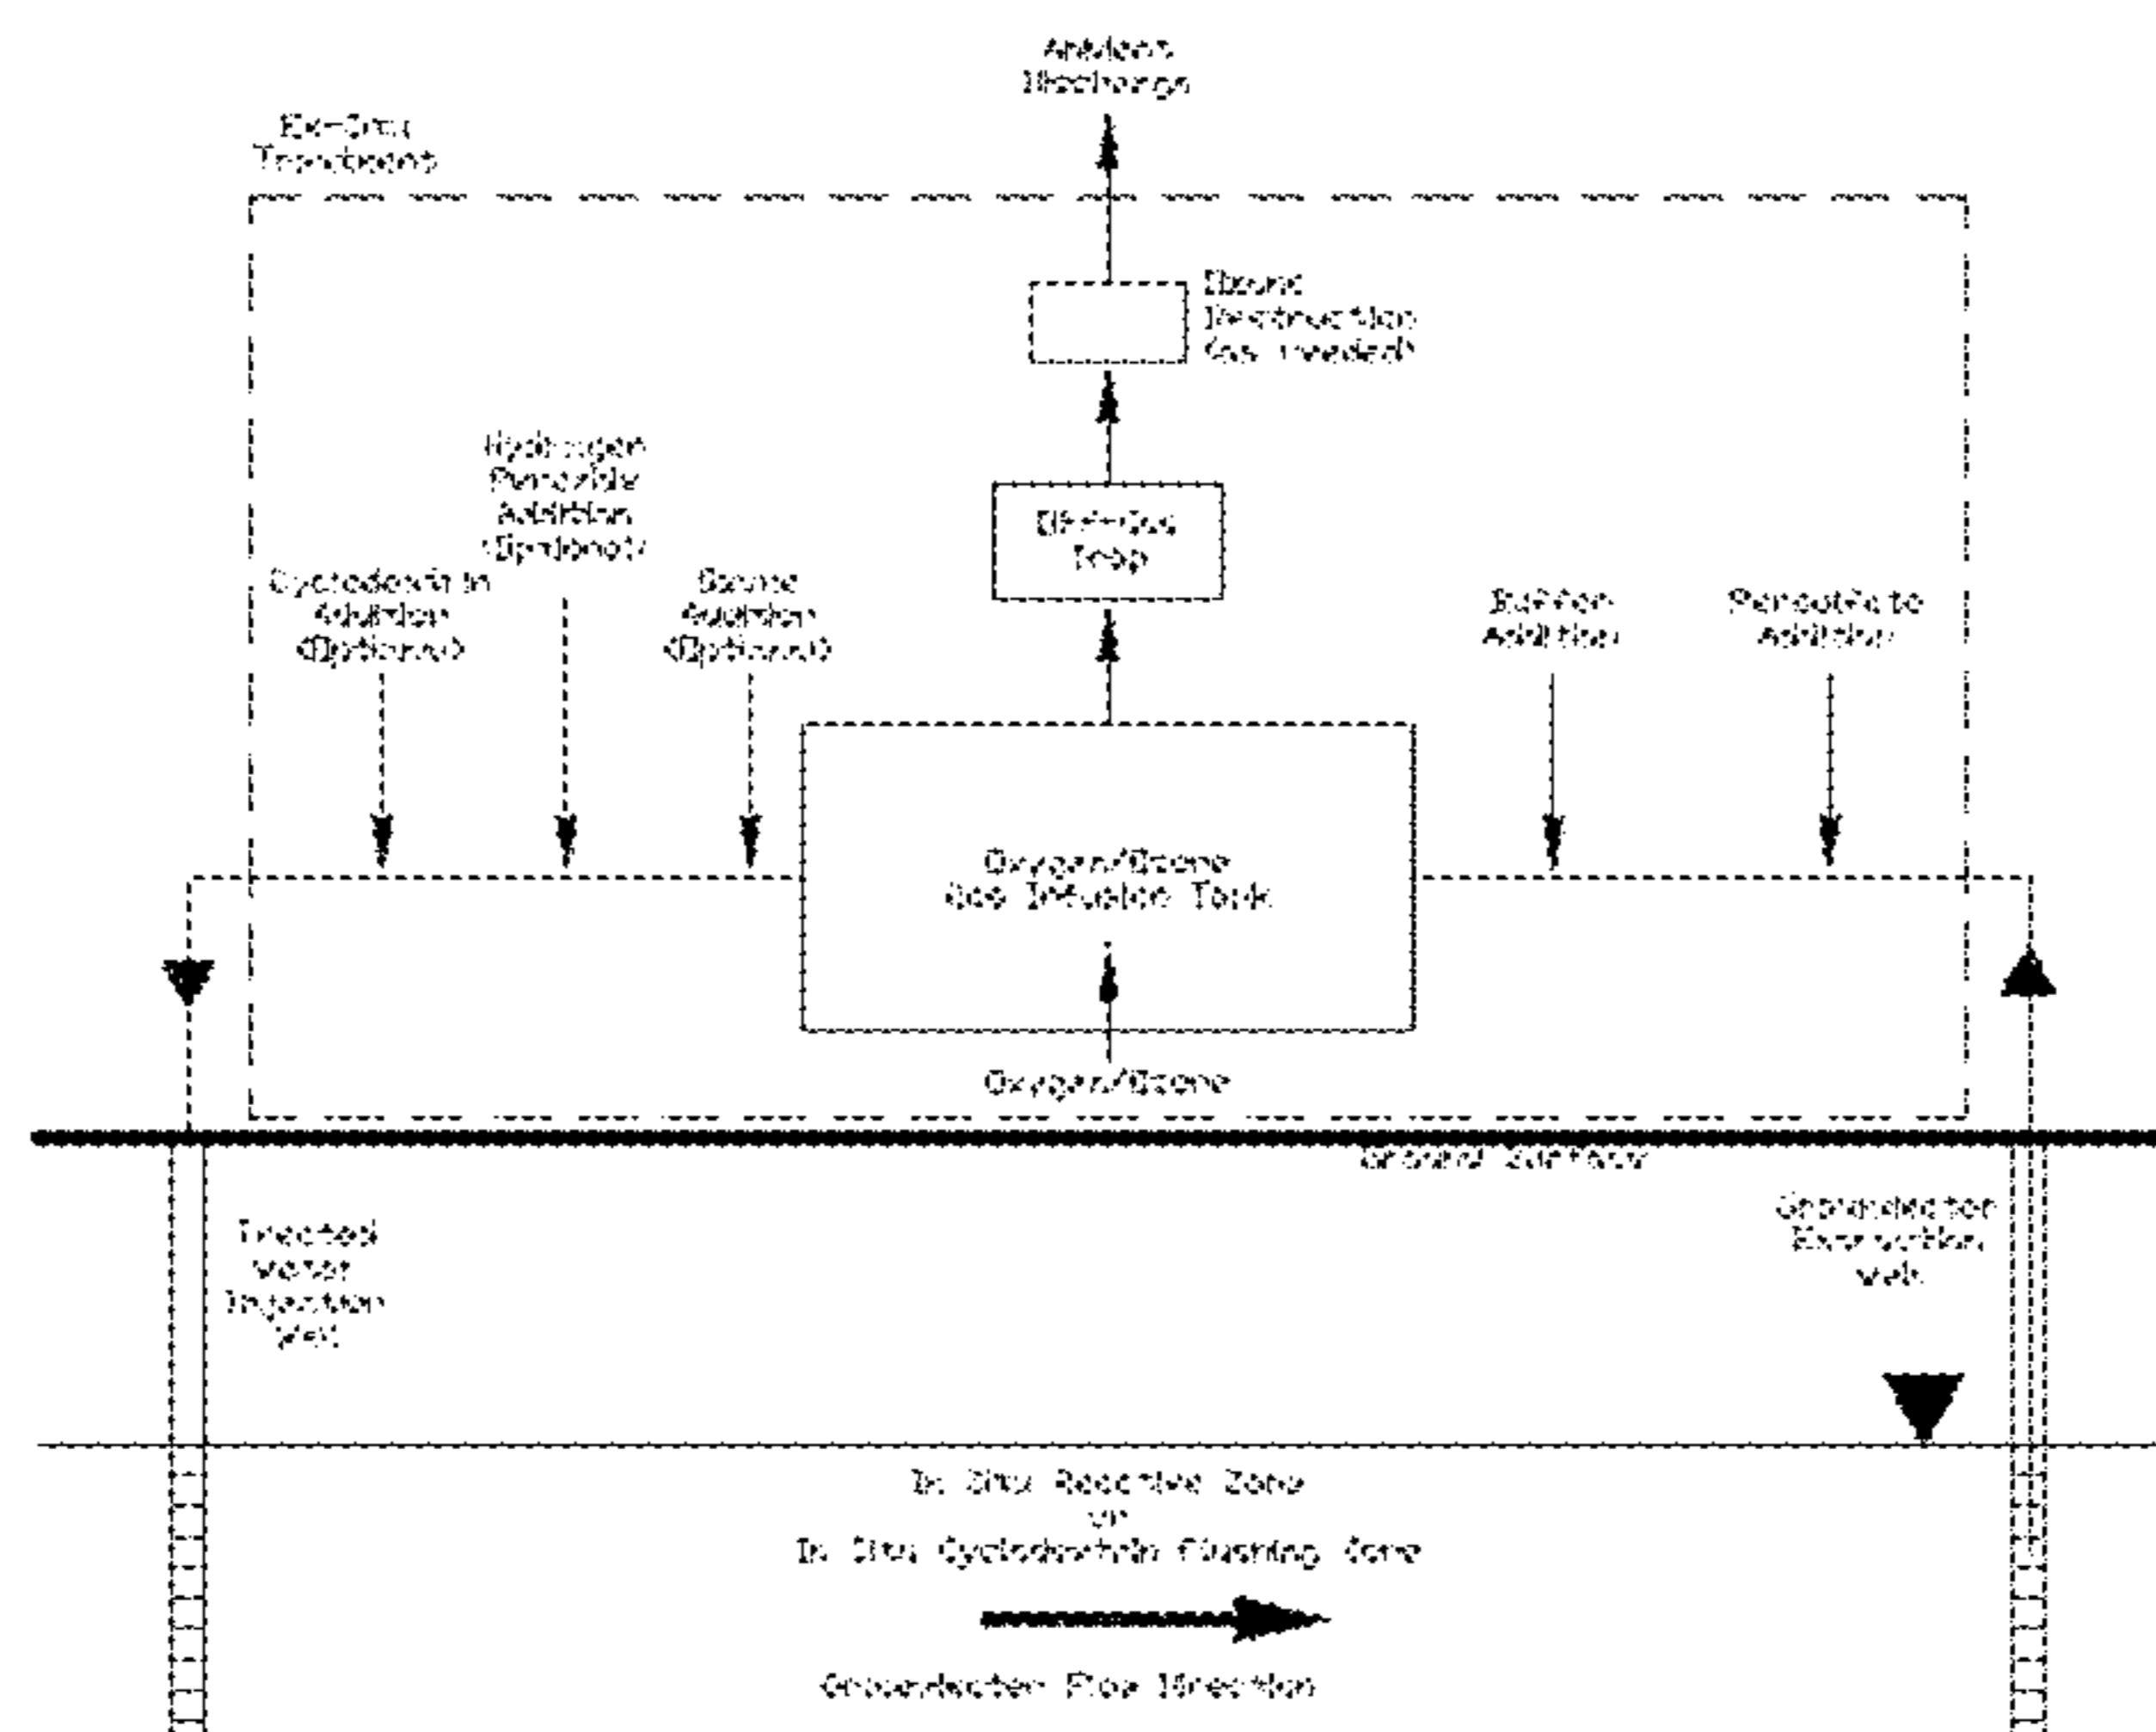 Ambient
Discharge
Ex-Situ
Treatment
Ozone
Destruction
(as needed)
Hydrogen
Peroxide
Addition
(Optional)
Off-Gas
Trap
Cyclodextrin
Addition
(Optional)
Ozone
Addition
(Optional)
Buffer
Addition
Persulfate
Addition
Oxygen/Ozone
Gas Infusion Tank
Oxygen/Ozone
Ground Surface
Treated
Water
Injection
Well
Groundwater
Extraction
Well
In Situ Reactive Zone
or
In Situ Cyclodextrin Flushing Zone
Groundwater Flow Direction